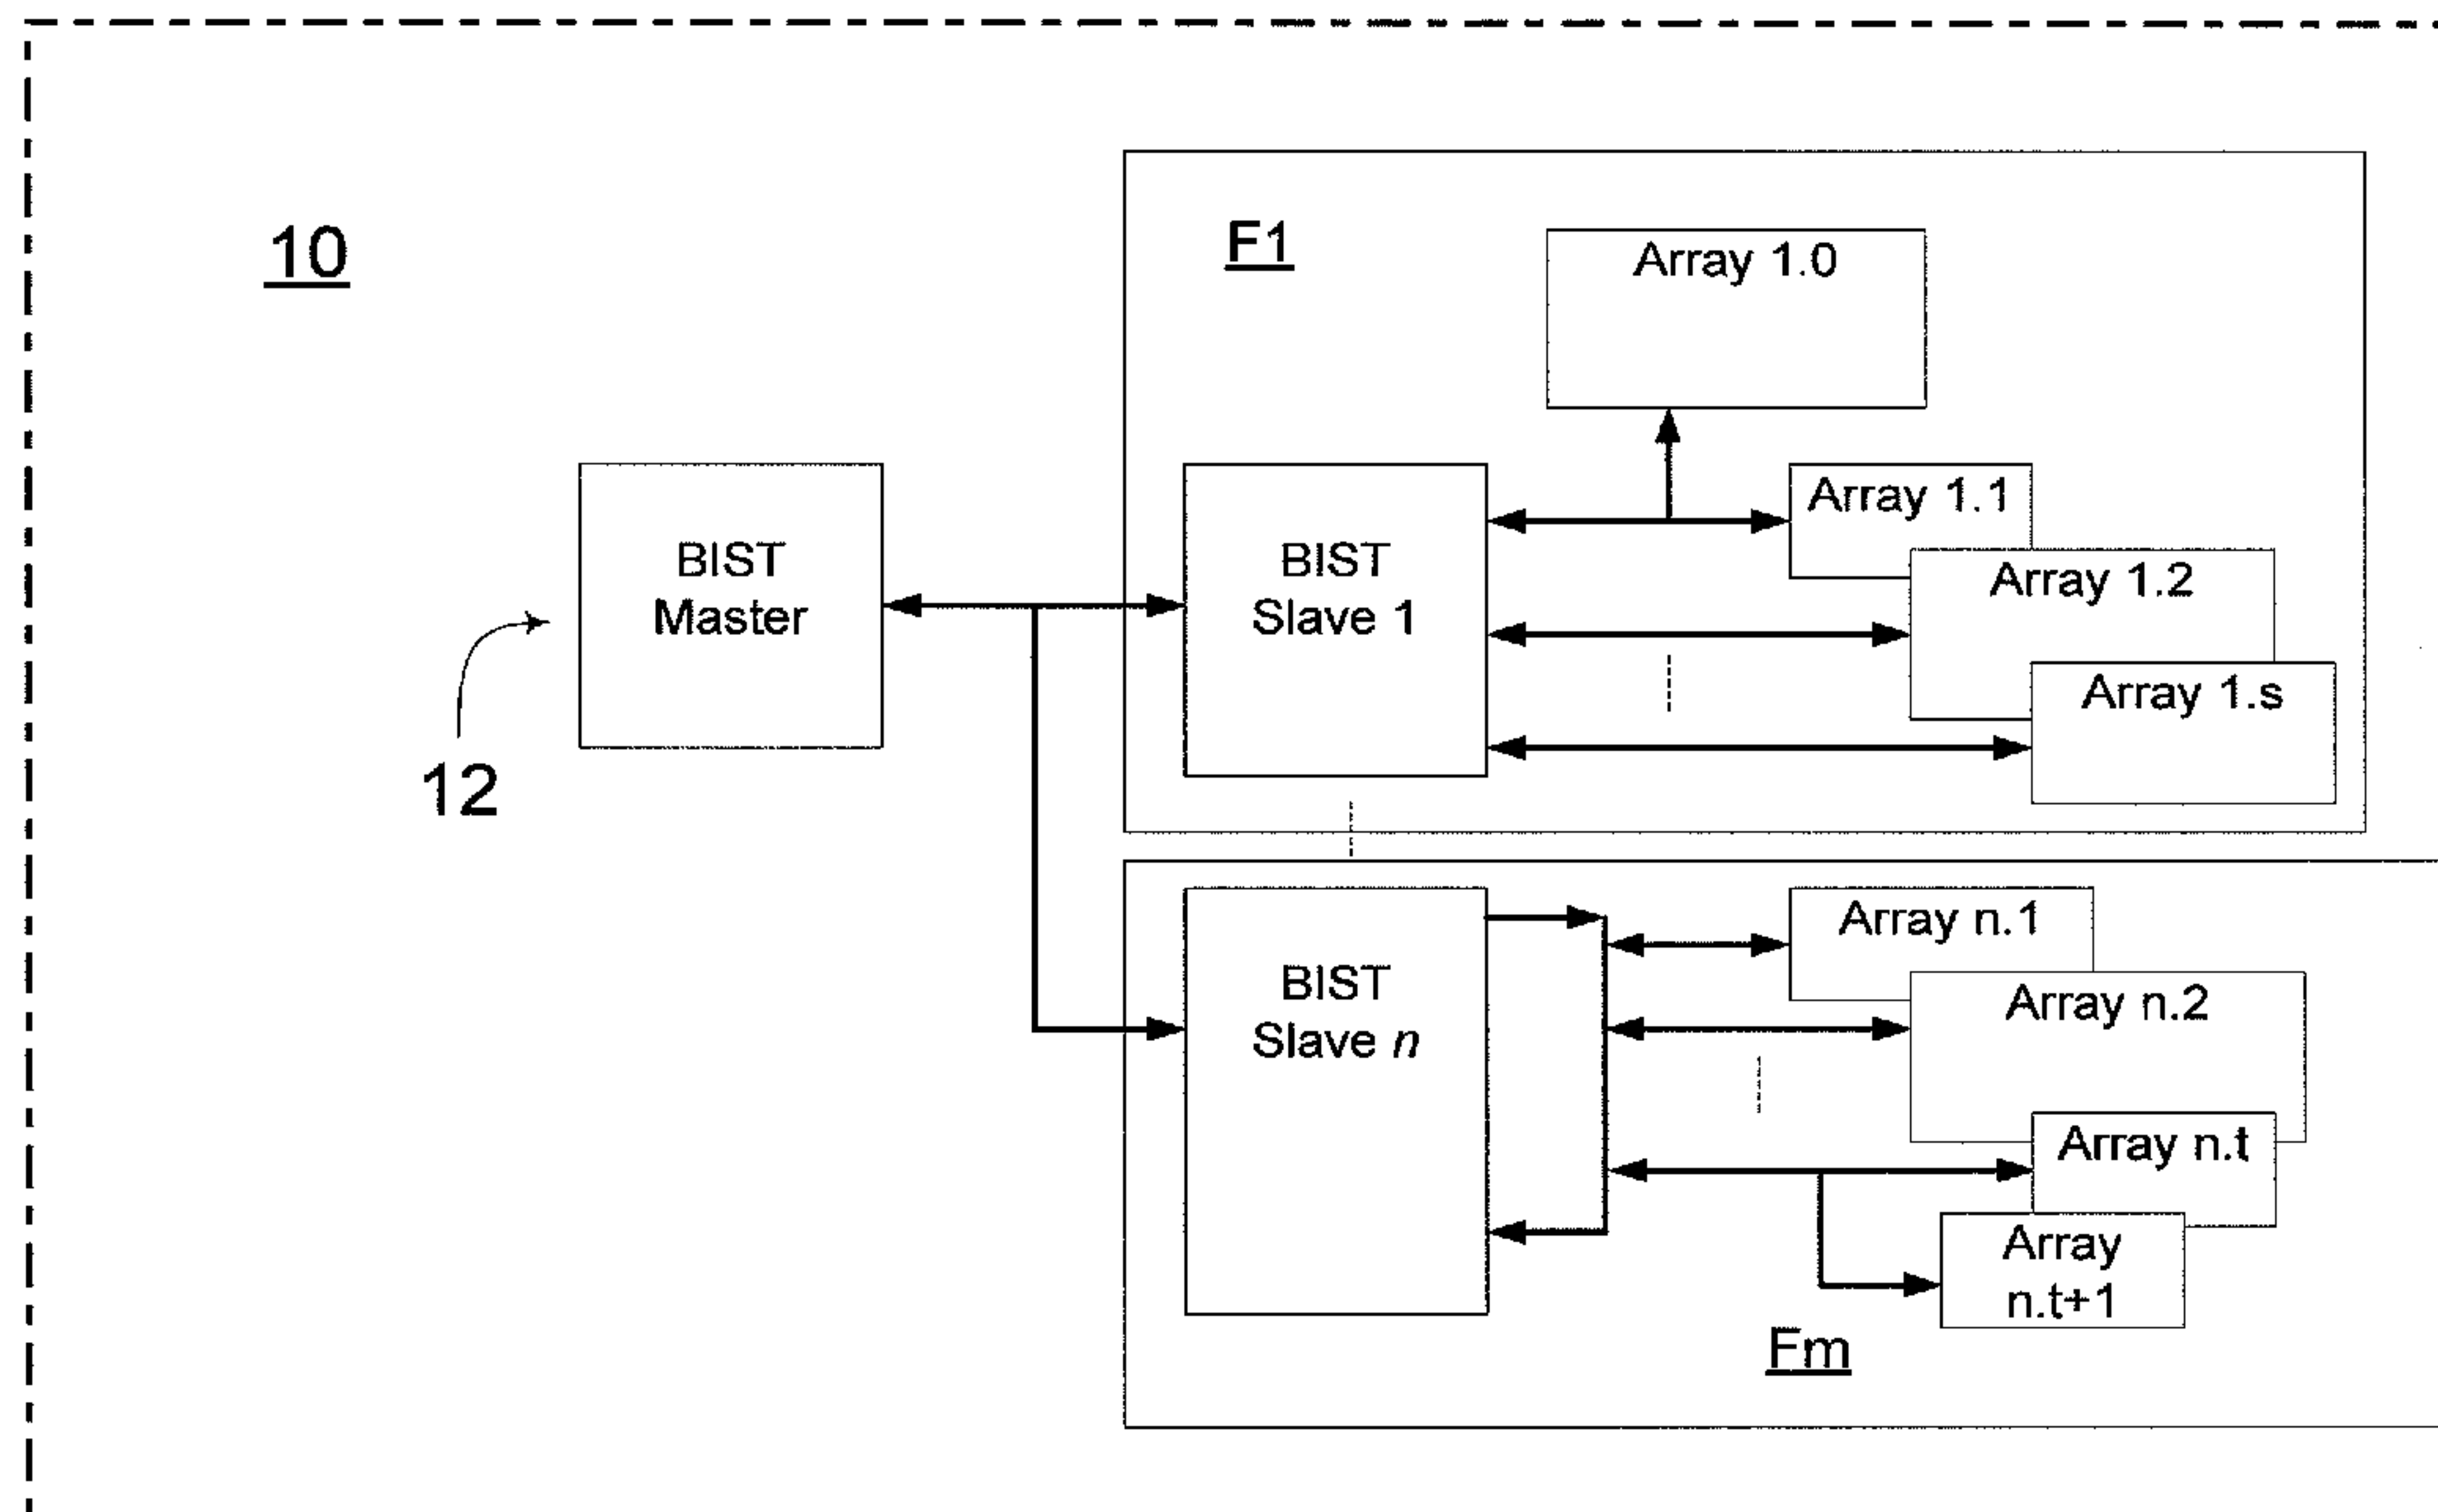 10
F1
Array 1.0
Array 1.1
BIST
Master
BIST
Slave 1
Array 1.2
Array 1.s
12
Array n.1
BIST
Slave n
Array n.2
Array n.t
Array
n.t+1
Fm